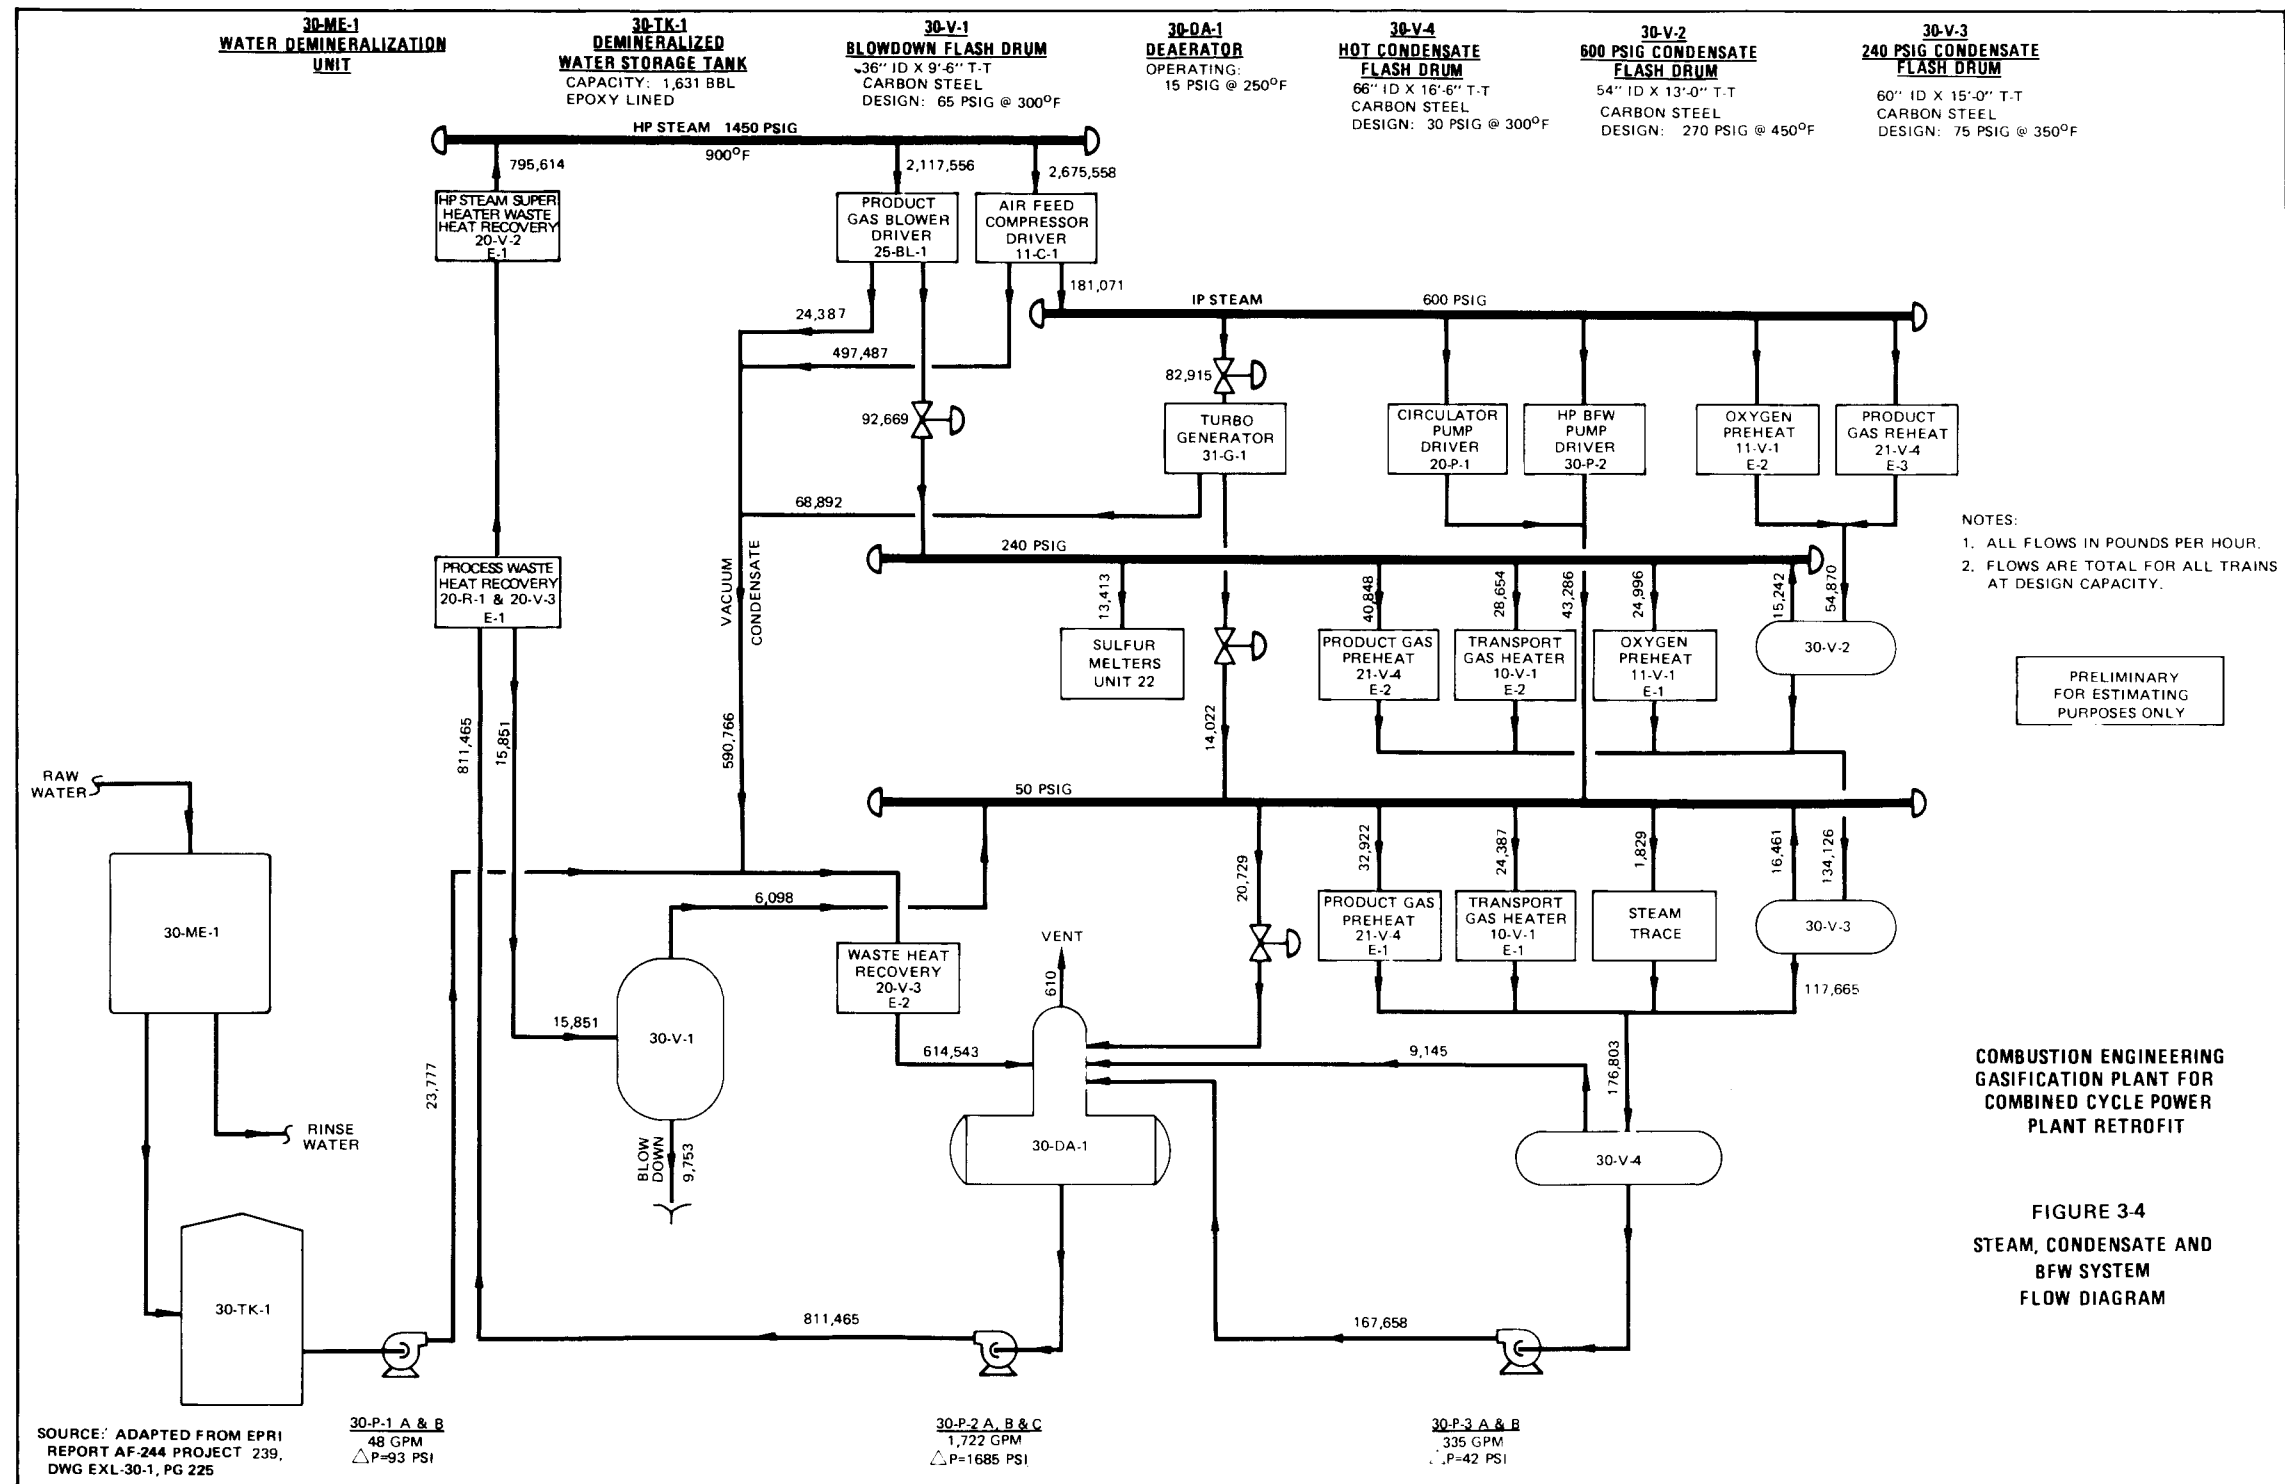 30-ME-1
WATER DEMINERALIZATION
UNIT
30-TK-1
DEMINERALIZED
WATER STORAGE TANK
CAPACITY: 1,631 BBL
EPOXY LINED
30-V-1
BLOWDOWN FLASH DRUM
36" ID X 9'-6" T-T
CARBON STEEL
DESIGN: 65 PSIG @ 300°F
30-DA-1
DEAERATOR
OPERATING:
15 PSIG @ 250°F
30-V-4
HOT CONDENSATE
FLASH DRUM
66" ID X 16'-6" T-T
CARBON STEEL
DESIGN: 30 PSIG @ 300°F
30-V-2
600 PSIG CONDENSATE
FLASH DRUM
54" ID X 13'-0" T-T
CARBON STEEL
DESIGN: 270 PSIG @ 450°F
30-V-3
240 PSIG CONDENSATE
FLASH DRUM
60" ID X 15'-0" T-T
CARBON STEEL
DESIGN: 75 PSIG @ 350°F
HP STEAM 1450 PSIG
900°F
795,614
2,117,556
2,675,558
HP STEAM SUPER
HEATER WASTE
HEAT RECOVERY
20-V-2
E-1
PRODUCT
GAS BLOWER
DRIVER
25-BL-1
AIR FEED
COMPRESSOR
DRIVER
11-C-1
181,071
IP STEAM
600 PSIG
24,387
497,487
92,669
82,915
TURBO
GENERATOR
31-G-1
CIRCULATOR
PUMP
DRIVER
20-P-1
HP BFW
PUMP
DRIVER
30-P-2
OXYGEN
PREHEAT
11-V-1
E-2
PRODUCT
GAS REHEAT
21-V-4
E-3
68,892
NOTES:
1. ALL FLOWS IN POUNDS PER HOUR.
2. FLOWS ARE TOTAL FOR ALL TRAINS
AT DESIGN CAPACITY.
240 PSIG
PROCESS WASTE
HEAT RECOVERY
20-R-1 & 20-V-3
E-1
VACUUM
CONDENSATE
13,413
40,848
28,654
43,286
24,996
15,242
54,870
SULFUR
MELTERS
UNIT 22
PRODUCT GAS
PREHEAT
21-V-4
E-2
TRANSPORT
GAS HEATER
10-V-1
E-2
OXYGEN
PREHEAT
11-V-1
E-1
30-V-2
PRELIMINARY
FOR ESTIMATING
PURPOSES ONLY
811,465
15,851
590,766
14,022
RAW
WATER
50 PSIG
20,729
32,922
24,387
1,829
16,461
134,126
6,098
30-ME-1
WASTE HEAT
RECOVERY
20-V-3
E-2
VENT
610
PRODUCT GAS
PREHEAT
21-V-4
E-1
TRANSPORT
GAS HEATER
10-V-1
E-1
STEAM
TRACE
30-V-3
117,665
15,851
30-V-1
614,543
9,145
176,803
23,777
RINSE
WATER
BLOW
DOWN
9,753
30-DA-1
30-V-4
COMBUSTION ENGINEERING
GASIFICATION PLANT FOR
COMBINED CYCLE POWER
PLANT RETROFIT
FIGURE 3-4
STEAM, CONDENSATE AND
BFW SYSTEM
FLOW DIAGRAM
30-TK-1
811,465
167,658
30-P-1 A & B
48 GPM
△P=93 PSI
30-P-2 A, B & C
1,722 GPM
△P=1685 PSI
30-P-3 A & B
335 GPM
△P=42 PSI
SOURCE: ADAPTED FROM EPRI
REPORT AF-244 PROJECT 239,
DWG EXL-30-1, PG 225